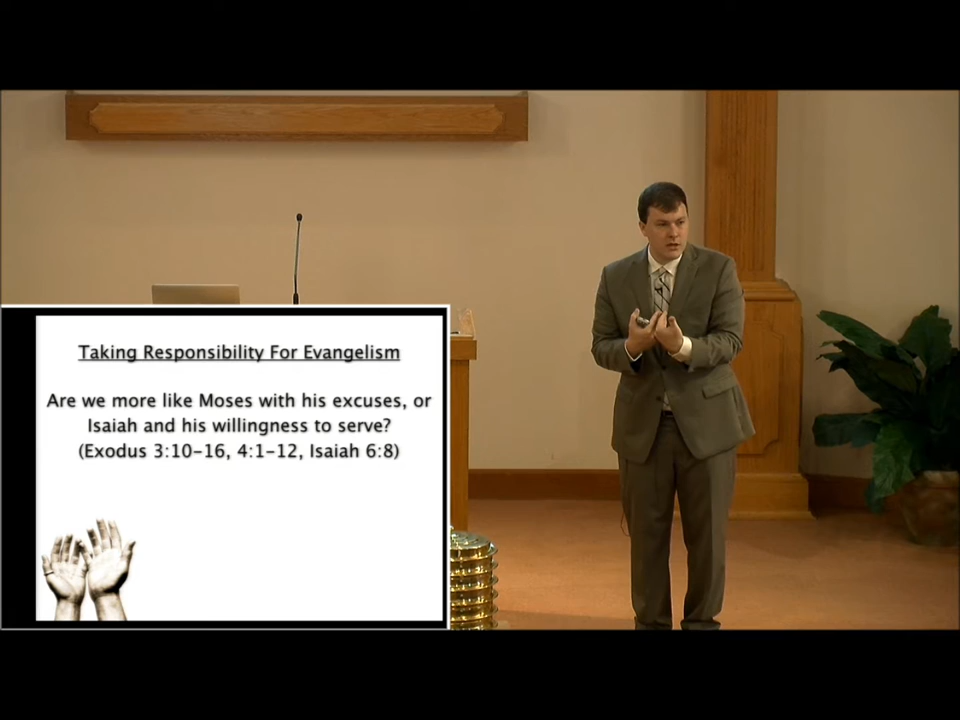 Taking Responsibility For Evangelism
Are we more like Moses with his excuses, or
Isaiah and his willingness to serve?
(Exodus 3:10-16, 4:1-12, Isaiah 6:8)